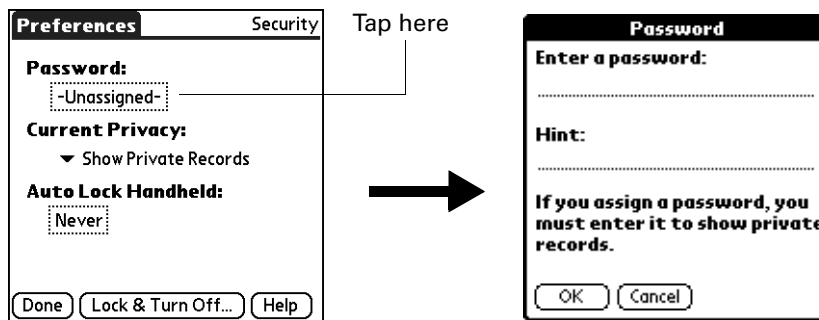 Preferences Security
Tap here
Password:
-Unassigned-
Current Privacy:
Show Private Records
Auto Lock Handheld:
Never
Done Lock & Turn Off... Help
Password
Enter a password:
Hint:
If you assign a password, you
must enter it to show private
records.
OK Cancel